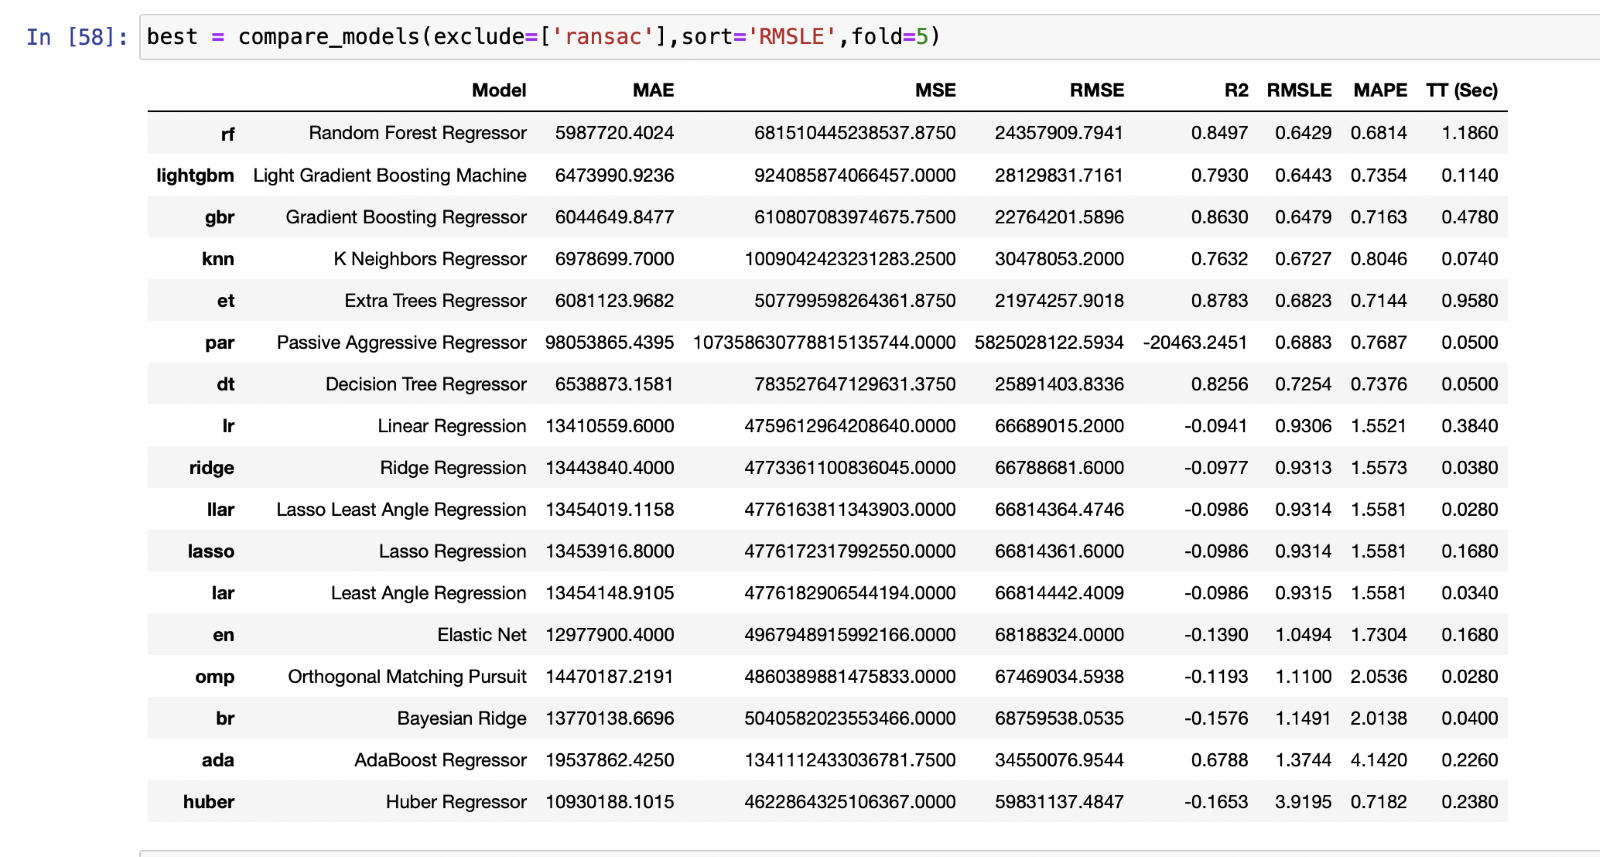 In [58]: best = compare_models(exclude=['ransac'],sort='RMSLE',fold=5)
Model MAE MSE RMSE R2 RMSLE MAPE TT (Sec)
rf Random Forest Regressor 5987720.4024 681510445238537.8750 24357909.7941 0.8497 0.6429 0.6814 1.1860
lightgbm Light Gradient Boosting Machine 6473990.9236 924085874066457.0000 28129831.7161 0.7930 0.6443 0.7354 0.1140
gbr Gradient Boosting Regressor 6044649.8477 610807083974675.7500 22764201.5896 0.8630 0.6479 0.7163 0.4780
knn K Neighbors Regressor 6978699.7000 1009042423231283.2500 30478053.2000 0.7632 0.6727 0.8046 0.0740
et Extra Trees Regressor 6081123.9682 507799598264361.8750 21974257.9018 0.8783 0.6823 0.7144 0.9580
par Passive Aggressive Regressor 98053865.4395 107358630778815135744.0000 5825028122.5934 -20463.2451 0.6883 0.7687 0.0500
dt Decision Tree Regressor 6538873.1581 783527647129631.3750 25891403.8336 0.8256 0.7254 0.7376 0.0500
lr Linear Regression 13410559.6000 4759612964208640.0000 66689015.2000 -0.0941 0.9306 1.5521 0.3840
ridge Ridge Regression 13443840.4000 4773361100836045.0000 66788681.6000 -0.0977 0.9313 1.5573 0.0380
llar Lasso Least Angle Regression 13454019.1158 4776163811343903.0000 66814364.4746 -0.0986 0.9314 1.5581 0.0280
lasso Lasso Regression 13453916.8000 4776172317992550.0000 66814361.6000 -0.0986 0.9314 1.5581 0.1680
lar Least Angle Regression 13454148.9105 4776182906544194.0000 66814442.4009 -0.0986 0.9315 1.5581 0.0340
en Elastic Net 12977900.4000 4967948915992166.0000 68188324.0000 -0.1390 1.0494 1.7304 0.1680
omp Orthogonal Matching Pursuit 14470187.2191 4860389881475833.0000 67469034.5938 -0.1193 1.1100 2.0536 0.0280
br Bayesian Ridge 13770138.6696 5040582023553466.0000 68759538.0535 -0.1576 1.1491 2.0138 0.0400
ada AdaBoost Regressor 19537862.4250 1341112433036781.7500 34550076.9544 0.6788 1.3744 4.1420 0.2260
huber Huber Regressor 10930188.1015 4622864325106367.0000 59831137.4847 -0.1653 3.9195 0.7182 0.2380